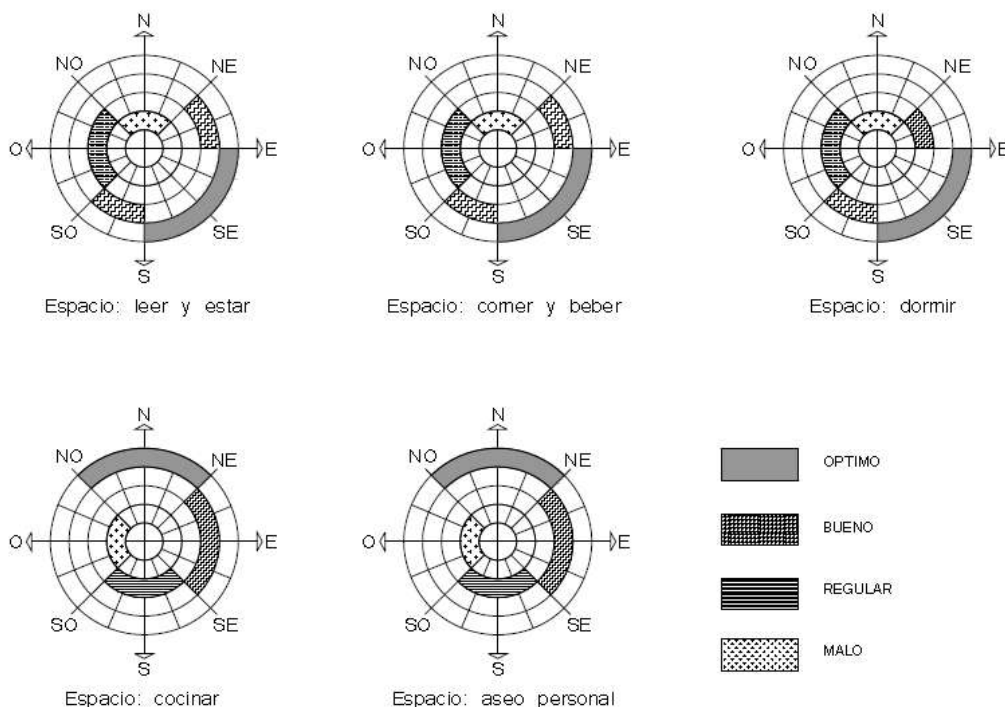 N
NO NE
O E
SO SE
S
Espacio: leer y estar
N
NO NE
O E
SO SE
S
Espacio: comer y beber
N
NO NE
O E
SO SE
S
Espacio: dormir
N
NO NE
O E
SO SE
S
Espacio: cocinar
N
NO NE
O E
SO SE
S
Espacio: aseo personal
OPTIMO
BUENO
REGULAR
MALO